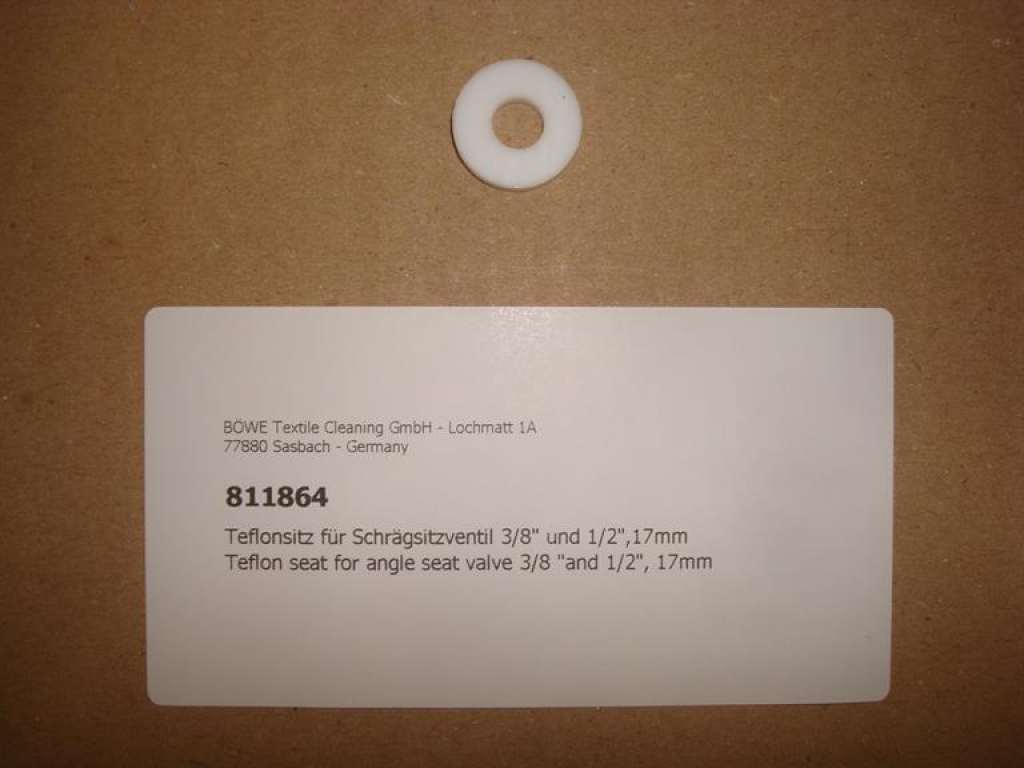 BÖWE Textile Cleaning GmbH - Lochmatt 1A
77880 Sasbach - Germany
811864
Teflonsitz für Schrägsitzventil 3/8" und 1/2",17mm
Teflon seat for angle seat valve 3/8 "and 1/2", 17mm